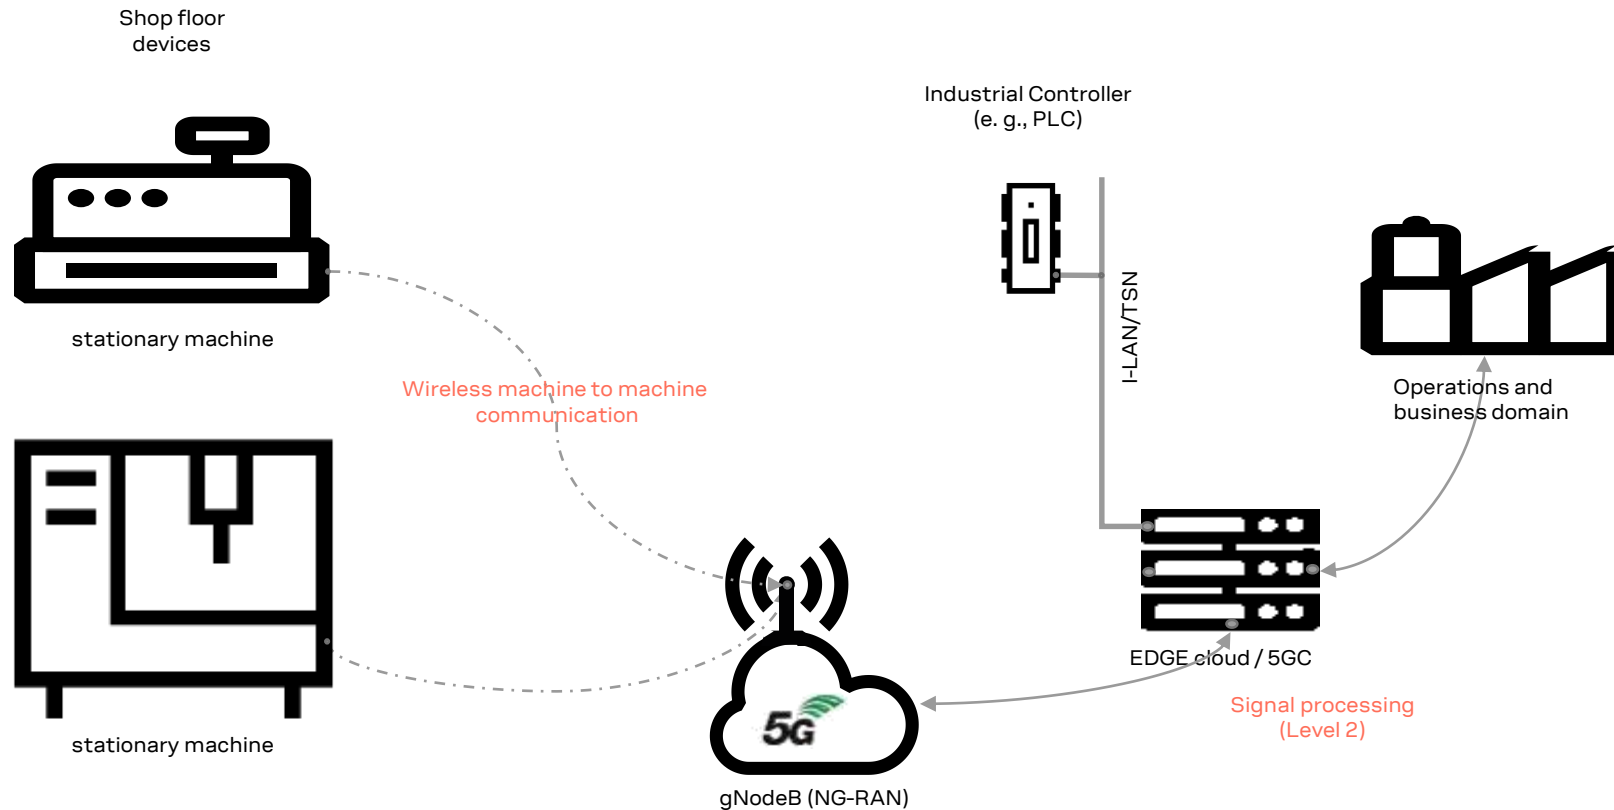 Shop floor
devices
Industrial Controller
(e. g., PLC)
I-LAN/TSN
stationary machine
Wireless machine to machine
communication
Operations and
business domain
EDGE cloud / 5GC
Signal processing
(Level 2)
stationary machine
5G
gNodeB (NG-RAN)